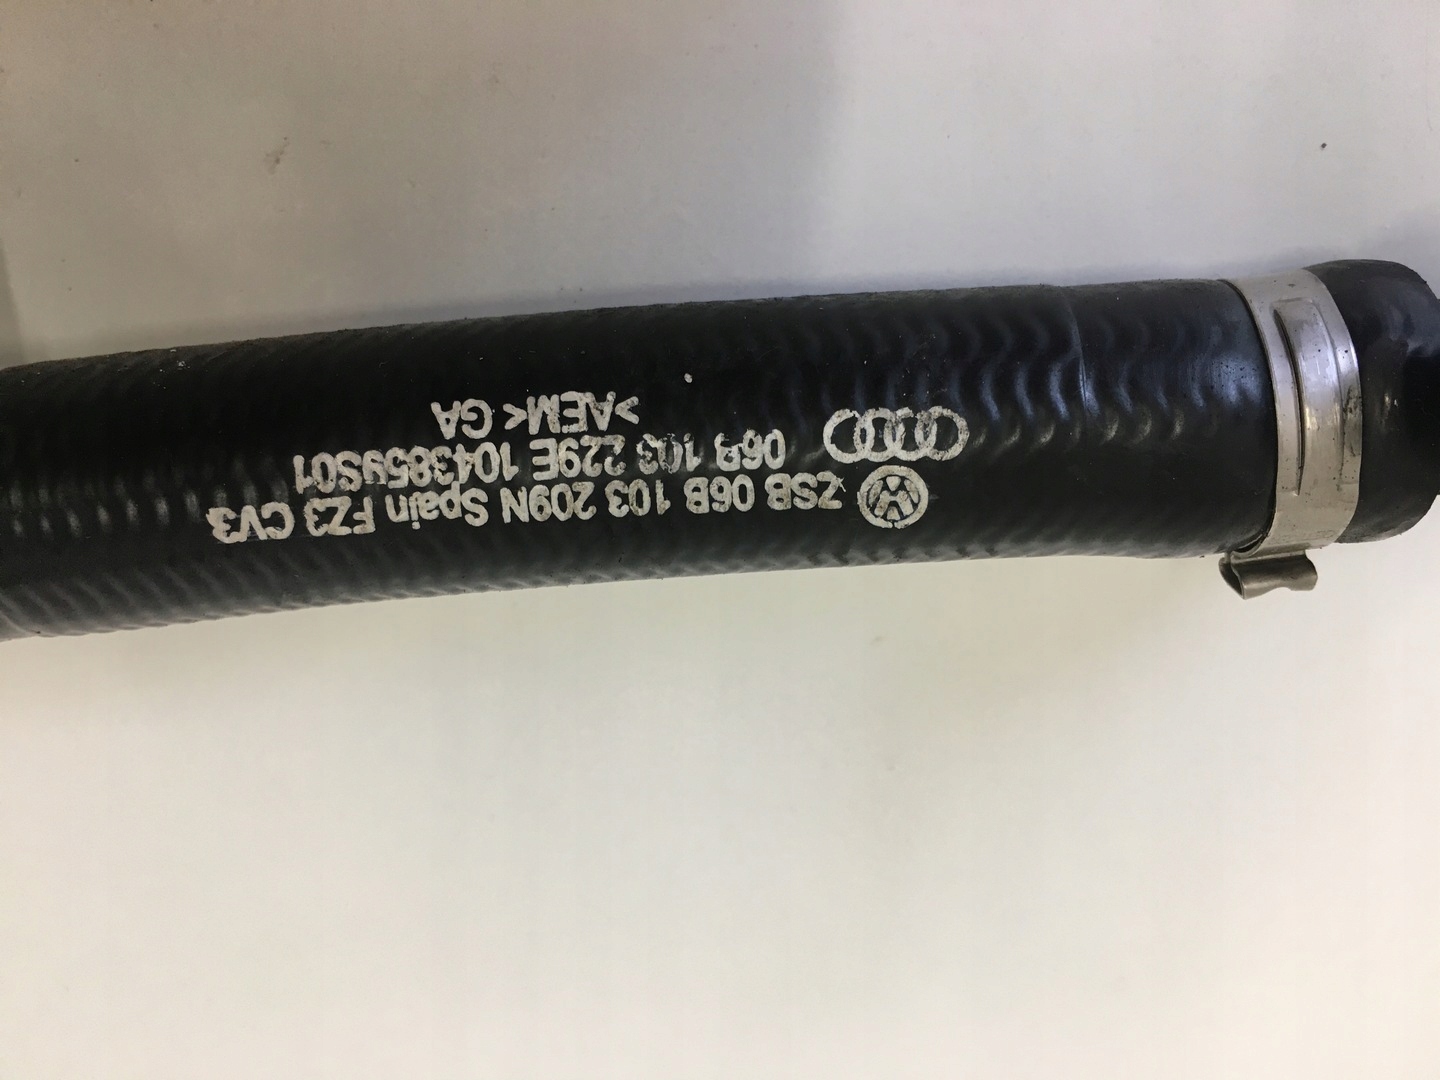 ZSB 06B 103 209N Spain FZ3 CV3
06B 103 229E 1043859S01
>AEM< GA